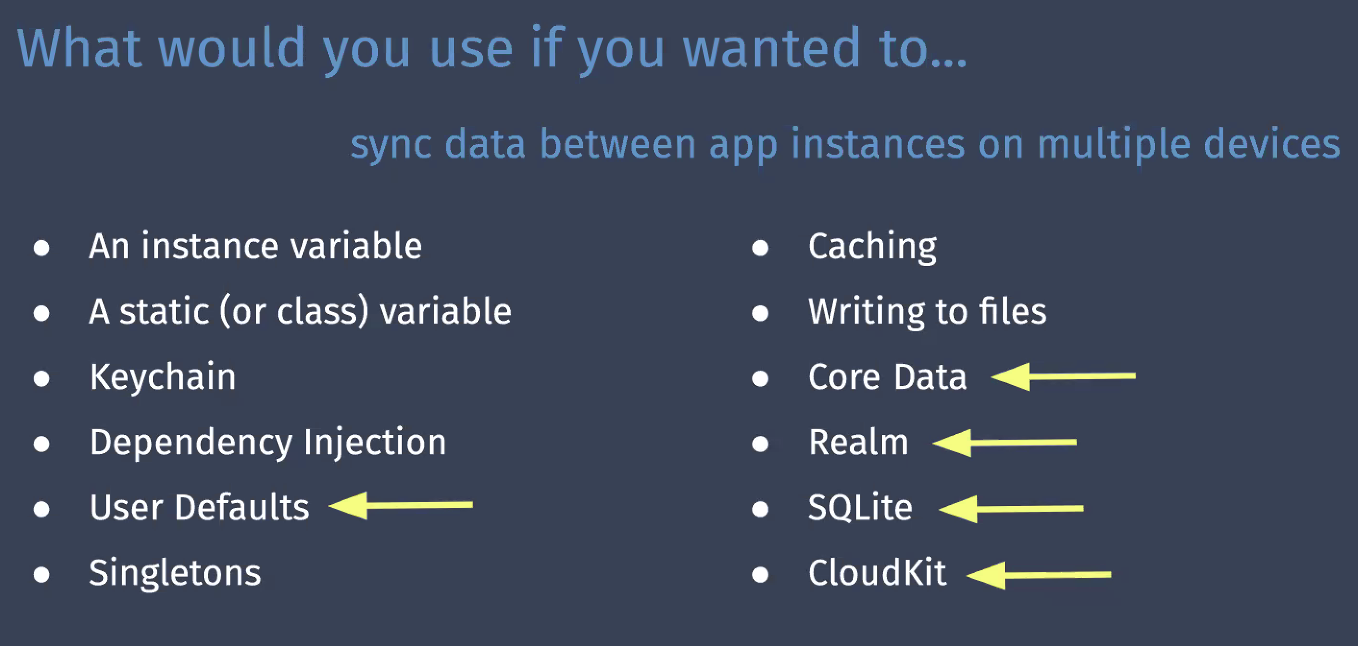 What would you use if you wanted to...
sync data between app instances on multiple devices
● An instance variable
● A static (or class) variable
● Keychain
● Dependency Injection
● User Defaults
● Singletons
● Caching
● Writing to files
● Core Data
● Realm
● SQLite
● CloudKit